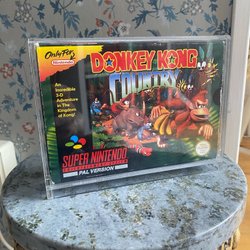 Only For
Nintendo
DONKEY KONG
COUNTRY
An
Incredible
3-D
Adventure
in The
Kingdom
of Kong!
SUPER NINTENDO
ENTERTAINMENT SYSTEM
PAL VERSION